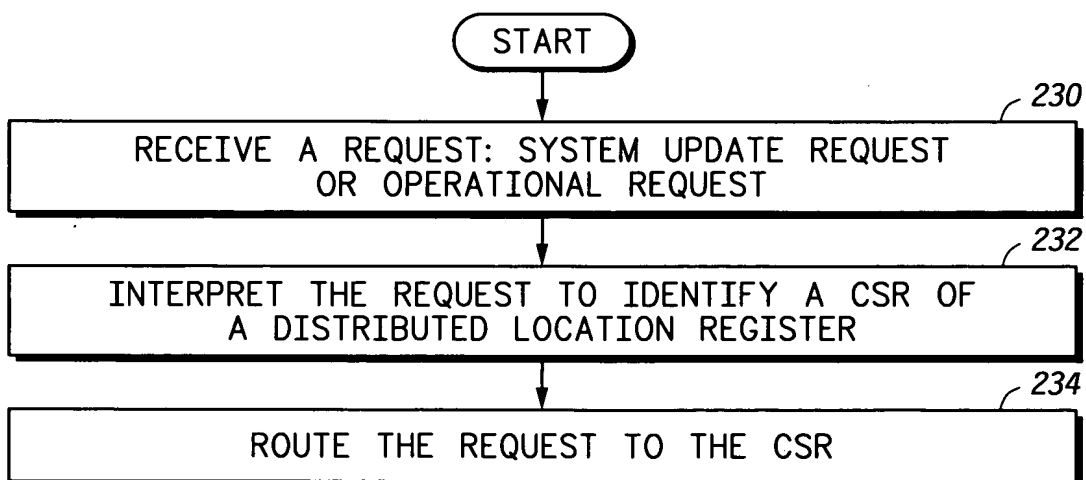 START
230
RECEIVE A REQUEST: SYSTEM UPDATE REQUEST
OR OPERATIONAL REQUEST
232
INTERPRET THE REQUEST TO IDENTIFY A CSR OF
A DISTRIBUTED LOCATION REGISTER
234
ROUTE THE REQUEST TO THE CSR